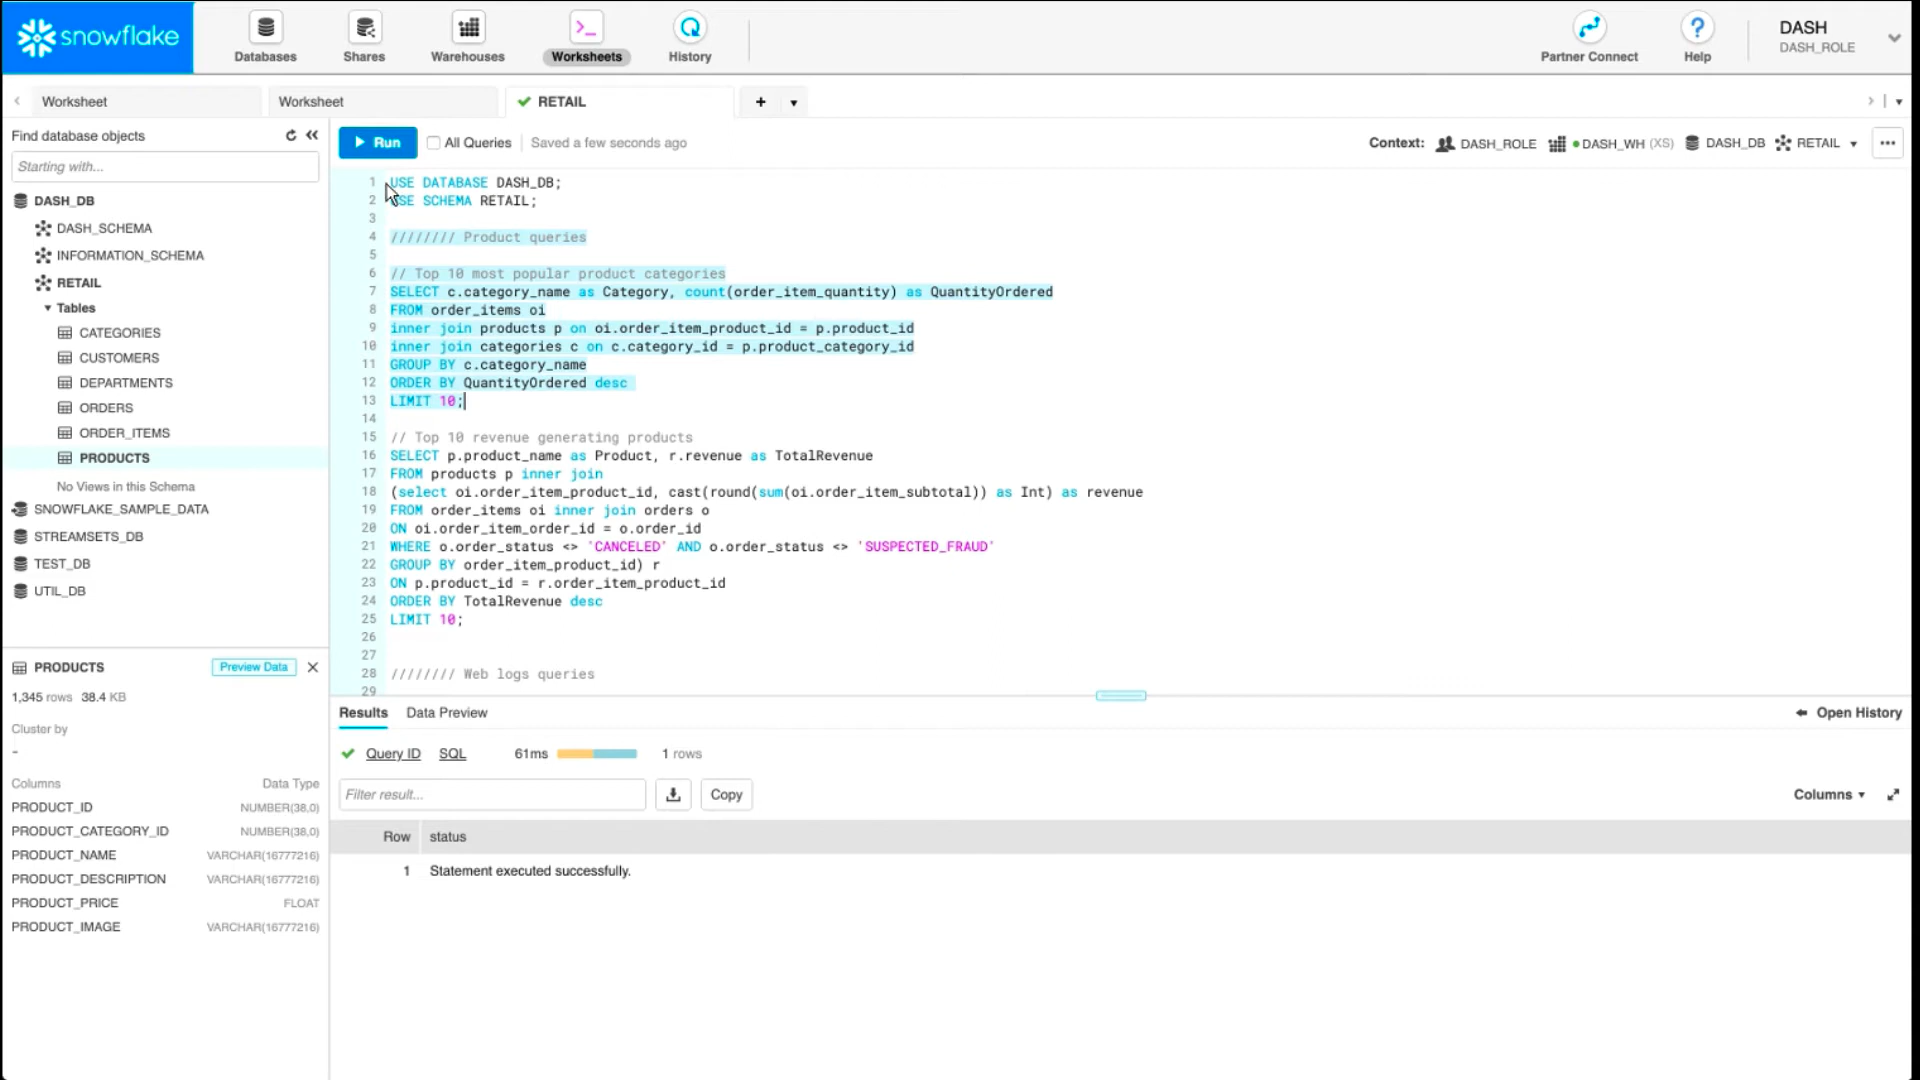 snowflake
Databases
Shares
Warehouses
Worksheets
History
Partner Connect
Help
DASH
DASH_ROLE
Worksheet
Worksheet
RETAIL
Find database objects
Starting with...
DASH_DB
DASH_SCHEMA
INFORMATION_SCHEMA
RETAIL
Tables
CATEGORIES
CUSTOMERS
DEPARTMENTS
ORDERS
ORDER_ITEMS
PRODUCTS
No Views in this Schema
SNOWFLAKE_SAMPLE_DATA
STREAMSETS_DB
TEST_DB
UTIL_DB
PRODUCTS Preview Data
1,345 rows 38.4 KB
Cluster by
-
Columns Data Type
PRODUCT_ID NUMBER(38,0)
PRODUCT_CATEGORY_ID NUMBER(38,0)
PRODUCT_NAME VARCHAR(16777216)
PRODUCT_DESCRIPTION VARCHAR(16777216)
PRODUCT_PRICE FLOAT
PRODUCT_IMAGE VARCHAR(16777216)
Run All Queries Saved a few seconds ago
Context: DASH_ROLE DASH_WH (XS) DASH_DB RETAIL
1 USE DATABASE DASH_DB;
2 USE SCHEMA RETAIL;
3
4 //////// Product queries
5
6 // Top 10 most popular product categories
7 SELECT c.category_name as Category, count(order_item_quantity) as QuantityOrdered
8 FROM order_items oi
9 inner join products p on oi.order_item_product_id = p.product_id
10 inner join categories c on c.category_id = p.product_category_id
11 GROUP BY c.category_name
12 ORDER BY QuantityOrdered desc
13 LIMIT 10;
14
15 // Top 10 revenue generating products
16 SELECT p.product_name as Product, r.revenue as TotalRevenue
17 FROM products p inner join
18 (select oi.order_item_product_id, cast(round(sum(oi.order_item_subtotal)) as Int) as revenue
19 FROM order_items oi inner join orders o
20 ON oi.order_item_order_id = o.order_id
21 WHERE o.order_status <> 'CANCELED' AND o.order_status <> 'SUSPECTED_FRAUD'
22 GROUP BY order_item_product_id) r
23 ON p.product_id = r.order_item_product_id
24 ORDER BY TotalRevenue desc
25 LIMIT 10;
26
27
28 //////// Web logs queries
29
Results Data Preview Open History
Query ID SQL 61ms 1 rows
Filter result... Copy Columns
Row status
1 Statement executed successfully.